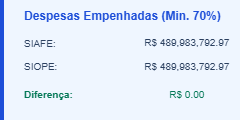 Despesas Empenhadas (Min. 70%)
SIAFE: R$ 489,983,792.97
SIOPE: R$ 489,983,792.97
Diferença: R$ 0.00